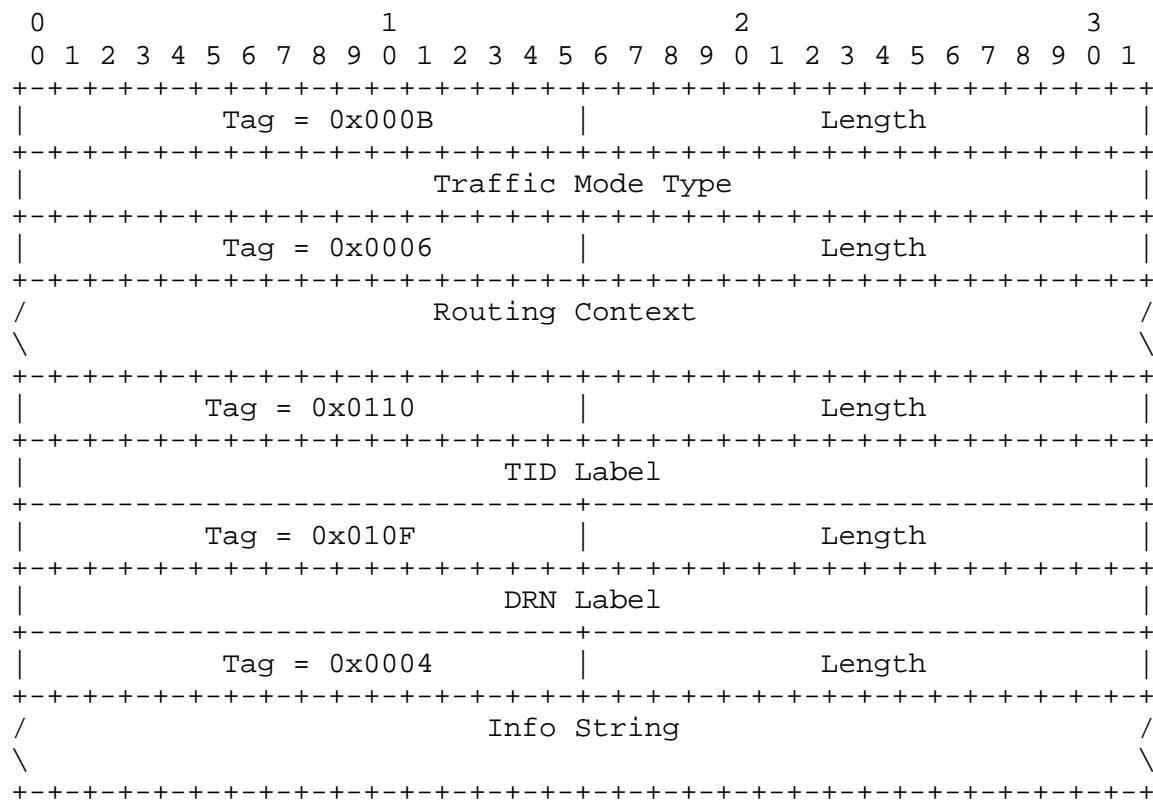 0                   1                   2                   3
 0 1 2 3 4 5 6 7 8 9 0 1 2 3 4 5 6 7 8 9 0 1 2 3 4 5 6 7 8 9 0 1
+-+-+-+-+-+-+-+-+-+-+-+-+-+-+-+-+-+-+-+-+-+-+-+-+-+-+-+-+-+-+-+-+
|           Tag = 0x000B        |             Length            |
+-+-+-+-+-+-+-+-+-+-+-+-+-+-+-+-+-+-+-+-+-+-+-+-+-+-+-+-+-+-+-+-+
|                       Traffic Mode Type                       |
+-+-+-+-+-+-+-+-+-+-+-+-+-+-+-+-+-+-+-+-+-+-+-+-+-+-+-+-+-+-+-+-+
|           Tag = 0x0006        |             Length            |
+-+-+-+-+-+-+-+-+-+-+-+-+-+-+-+-+-+-+-+-+-+-+-+-+-+-+-+-+-+-+-+-+
/                       Routing Context                         /
\                                                               \
+-+-+-+-+-+-+-+-+-+-+-+-+-+-+-+-+-+-+-+-+-+-+-+-+-+-+-+-+-+-+-+-+
|          Tag = 0x0110         |             Length            |
+-+-+-+-+-+-+-+-+-+-+-+-+-+-+-+-+-+-+-+-+-+-+-+-+-+-+-+-+-+-+-+-+
|                           TID Label                           |
+-------------------------------+-------------------------------+
|          Tag = 0x010F         |             Length            |
+-+-+-+-+-+-+-+-+-+-+-+-+-+-+-+-+-+-+-+-+-+-+-+-+-+-+-+-+-+-+-+-+
|                           DRN Label                           |
+-------------------------------+-------------------------------+
|           Tag = 0x0004        |             Length            |
+-+-+-+-+-+-+-+-+-+-+-+-+-+-+-+-+-+-+-+-+-+-+-+-+-+-+-+-+-+-+-+-+
/                          Info String                          /
\                                                               \
+-+-+-+-+-+-+-+-+-+-+-+-+-+-+-+-+-+-+-+-+-+-+-+-+-+-+-+-+-+-+-+-+